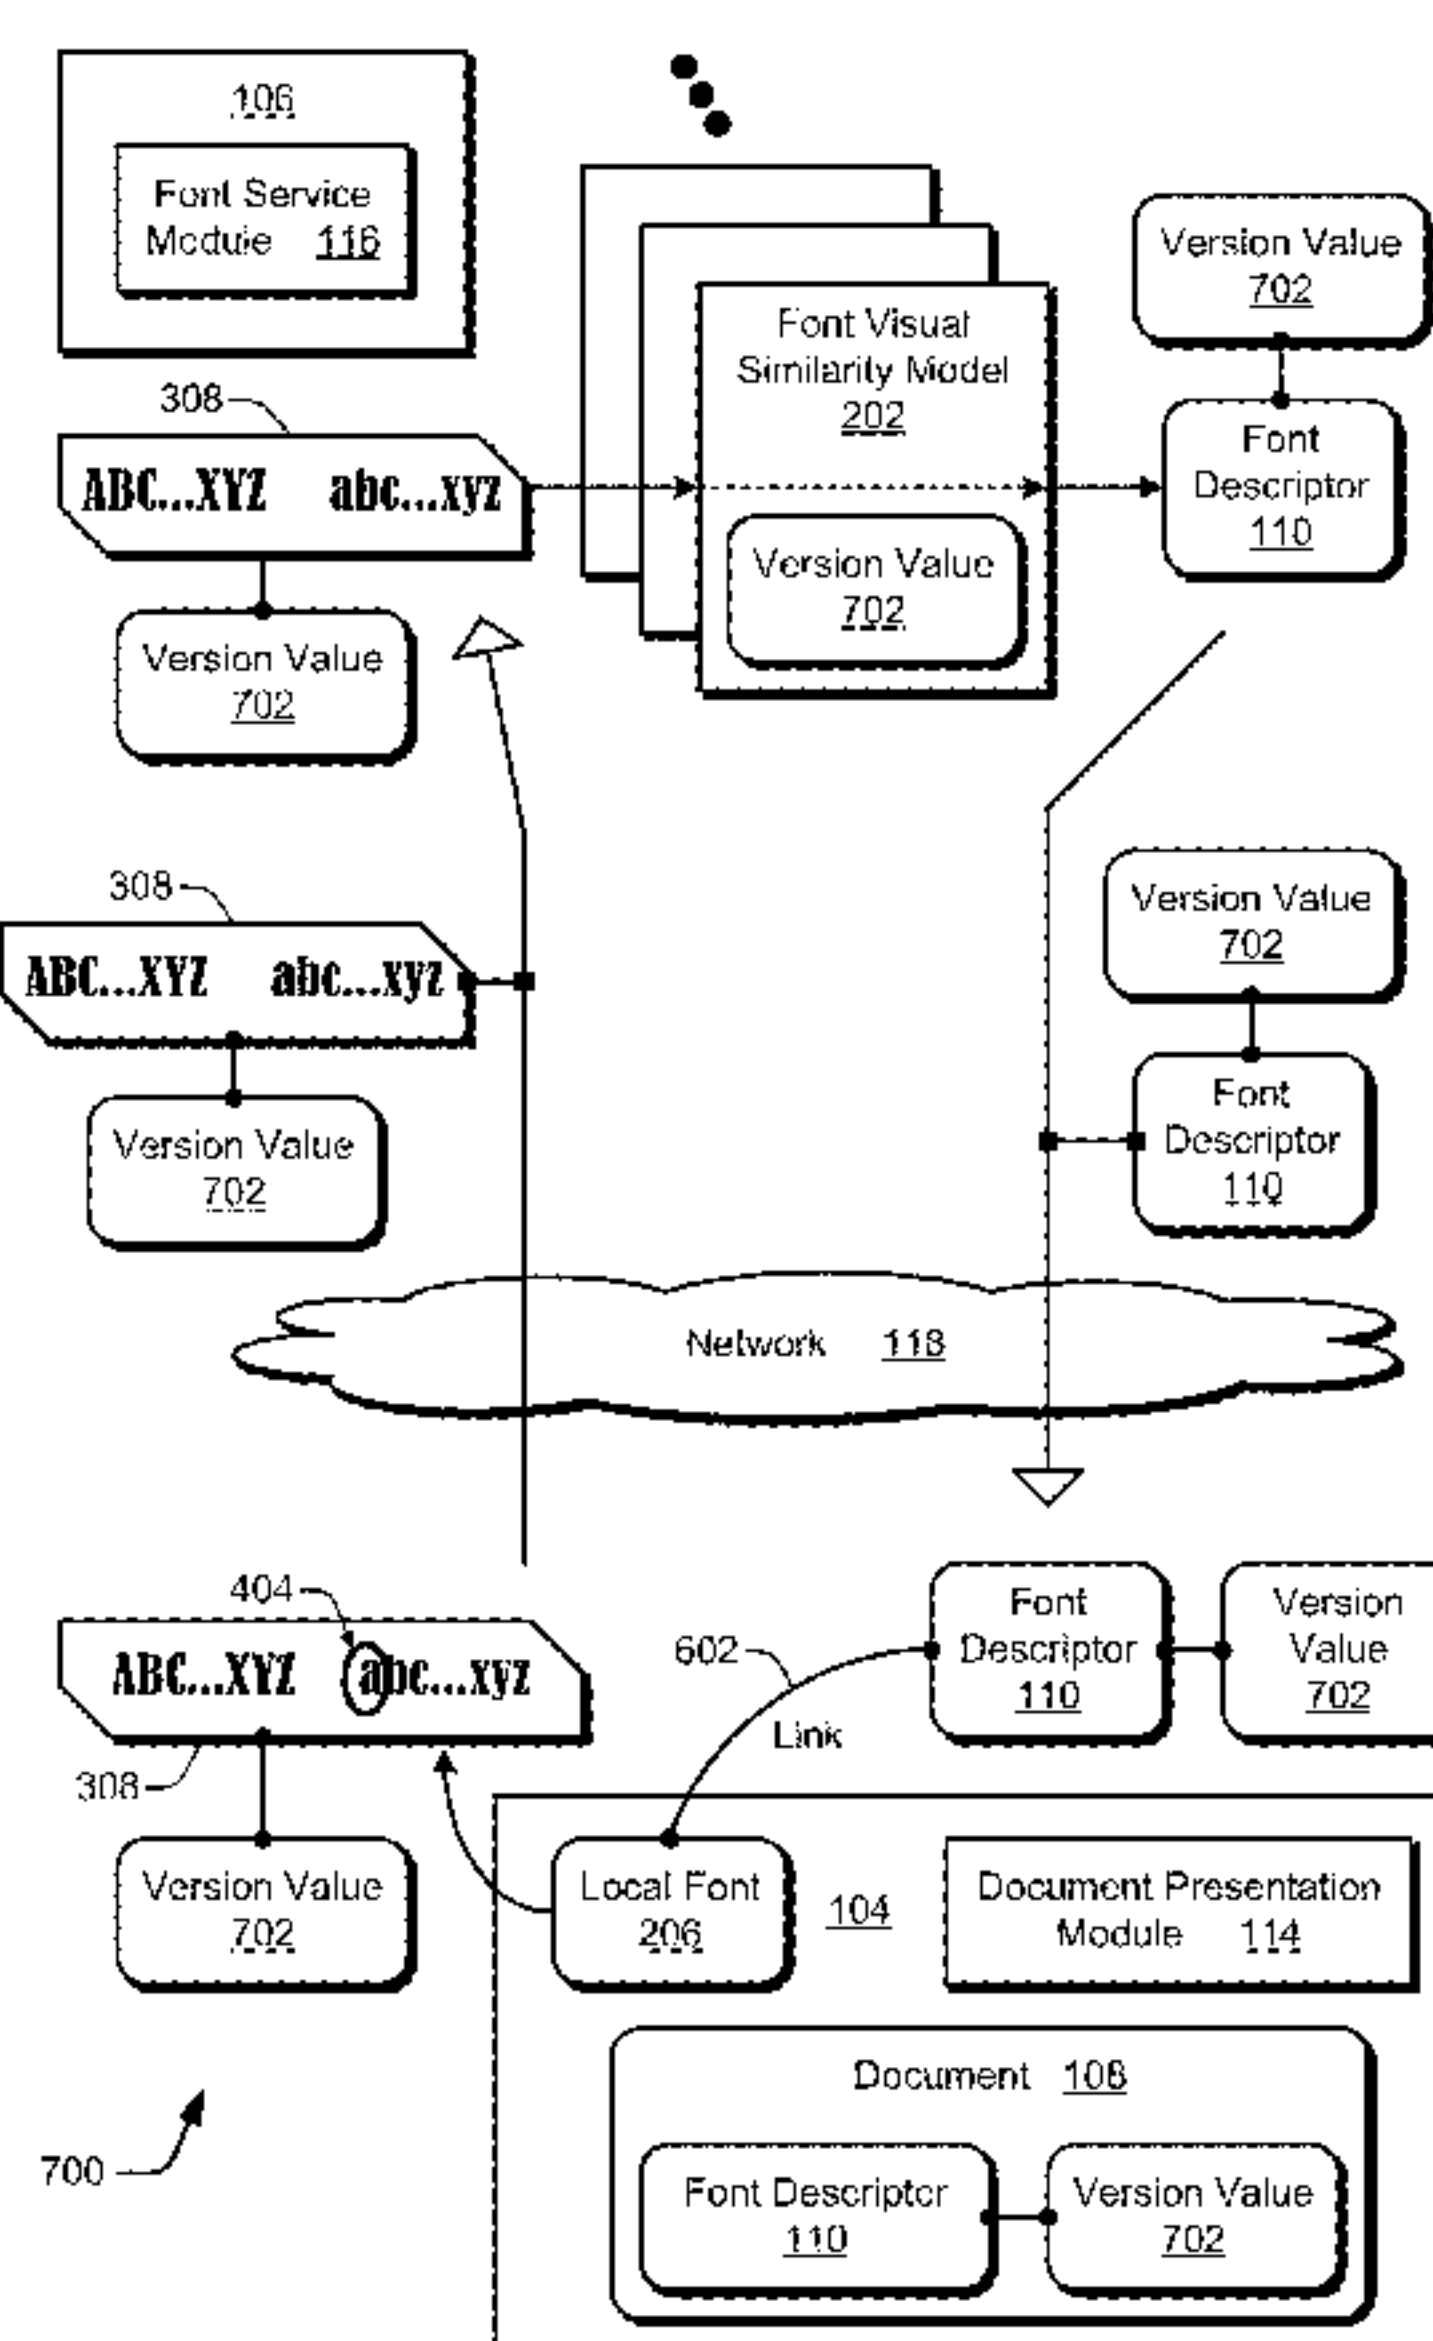 106
Font Service
Module 116
Version Value
702
Font Visual
Similarity Model
202
Version Value
702
Font
Descriptor
110
308
ABC...XYZ abc...xyz
Version Value
702
308
ABC...XYZ abc...xyz
Version Value
702
Version Value
702
Font
Descriptor
110
Network 118
404
ABC...XYZ abc...xyz
308
Version Value
702
602
Link
Font
Descriptor
110
Version
Value
702
Local Font
206
104
Document Presentation
Module 114
Document 108
Font Descriptor
110
Version Value
702
700